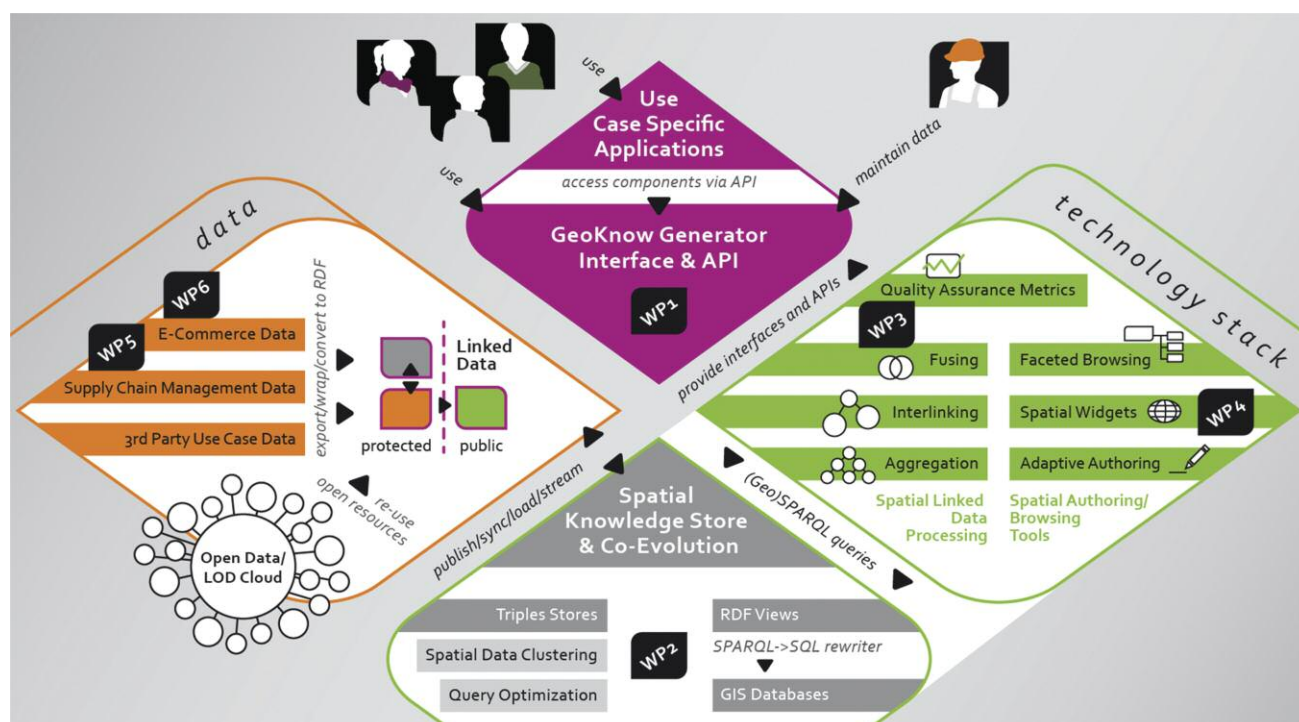 use
Use
Case Specific
Applications
maintain data
use
access components via API
GeoKnow Generator
Interface & API
WP1
data
WP6
WP5
E-Commerce Data
Supply Chain Management Data
3rd Party Use Case Data
export/wrap/convert to RDF
Linked
Data
protected
public
re-use
open resources
Open Data/
LOD Cloud
publish/sync/load/stream
provide interfaces and APIs
technology stack
Quality Assurance Metrics
WP3
Fusing
Faceted Browsing
Interlinking
Spatial Widgets
WP4
Aggregation
Adaptive Authoring
Spatial Linked
Data
Processing
Spatial Authoring/
Browsing
Tools
(Geo)SPARQL queries
Spatial
Knowledge Store
& Co-Evolution
Triples Stores
RDF Views
Spatial Data Clustering
WP2
SPARQL->SQL rewriter
Query Optimization
GIS Databases